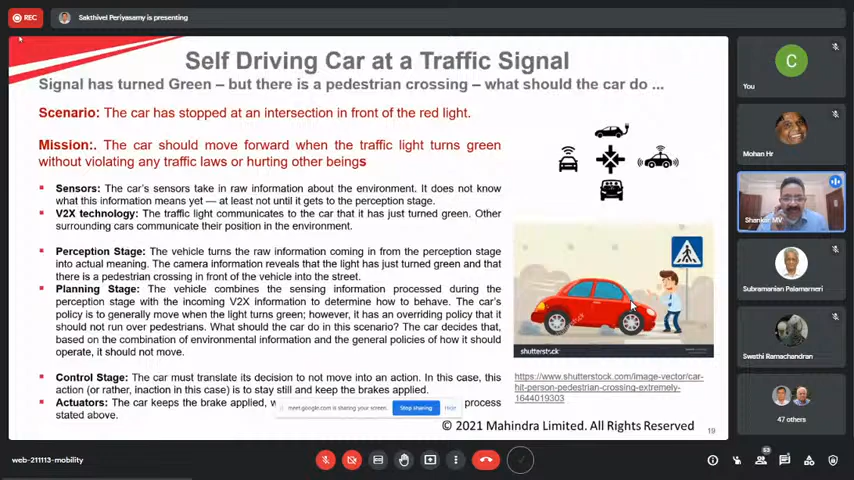 REC
Sakthivel Periyasamy is presenting
Self Driving Car at a Traffic Signal
Signal has turned Green – but there is a pedestrian crossing – what should the car do ...
Scenario: The car has stopped at an intersection in front of the red light.
Mission:. The car should move forward when the traffic light turns green
without violating any traffic laws or hurting other beings
Sensors: The car's sensors take in raw information about the environment. It does not know
what this information means yet — at least not until it gets to the perception stage.
V2X technology: The traffic light communicates to the car that it has just turned green. Other
surrounding cars communicate their position in the environment.
Perception Stage: The vehicle turns the raw information coming in from the perception stage
into actual meaning. The camera information reveals that the light has just turned green and that
there is a pedestrian crossing in front of the vehicle into the street.
Planning Stage: The vehicle combines the sensing information processed during the
perception stage with the incoming V2X information to determine how to behave. The car's
policy is to generally move when the light turns green; however, it has an overriding policy that it
should not run over pedestrians. What should the car do in this scenario? The car decides that,
based on the combination of environmental information and the general policies of how it should
operate, it should not move.
Control Stage: The car must translate its decision to not move into an action. In this case, this
action (or rather, inaction in this case) is to stay still and keep the brakes applied.
Actuators: The car keeps the brake applied, process
stated above.
meet.google.com is sharing your screen.
Stop sharing
Hide
shutterstock
https://www.shutterstock.com/image-vector/car-
hit-person-pedestrian-crossing-extremely-
1644019303
© 2021 Mahindra Limited. All Rights Reserved
19
C
You
Mohan Hr
Shankar MV
Subramanian Palamarneri
Swathi Ramachandran
47 others
web-211113-mobility
53